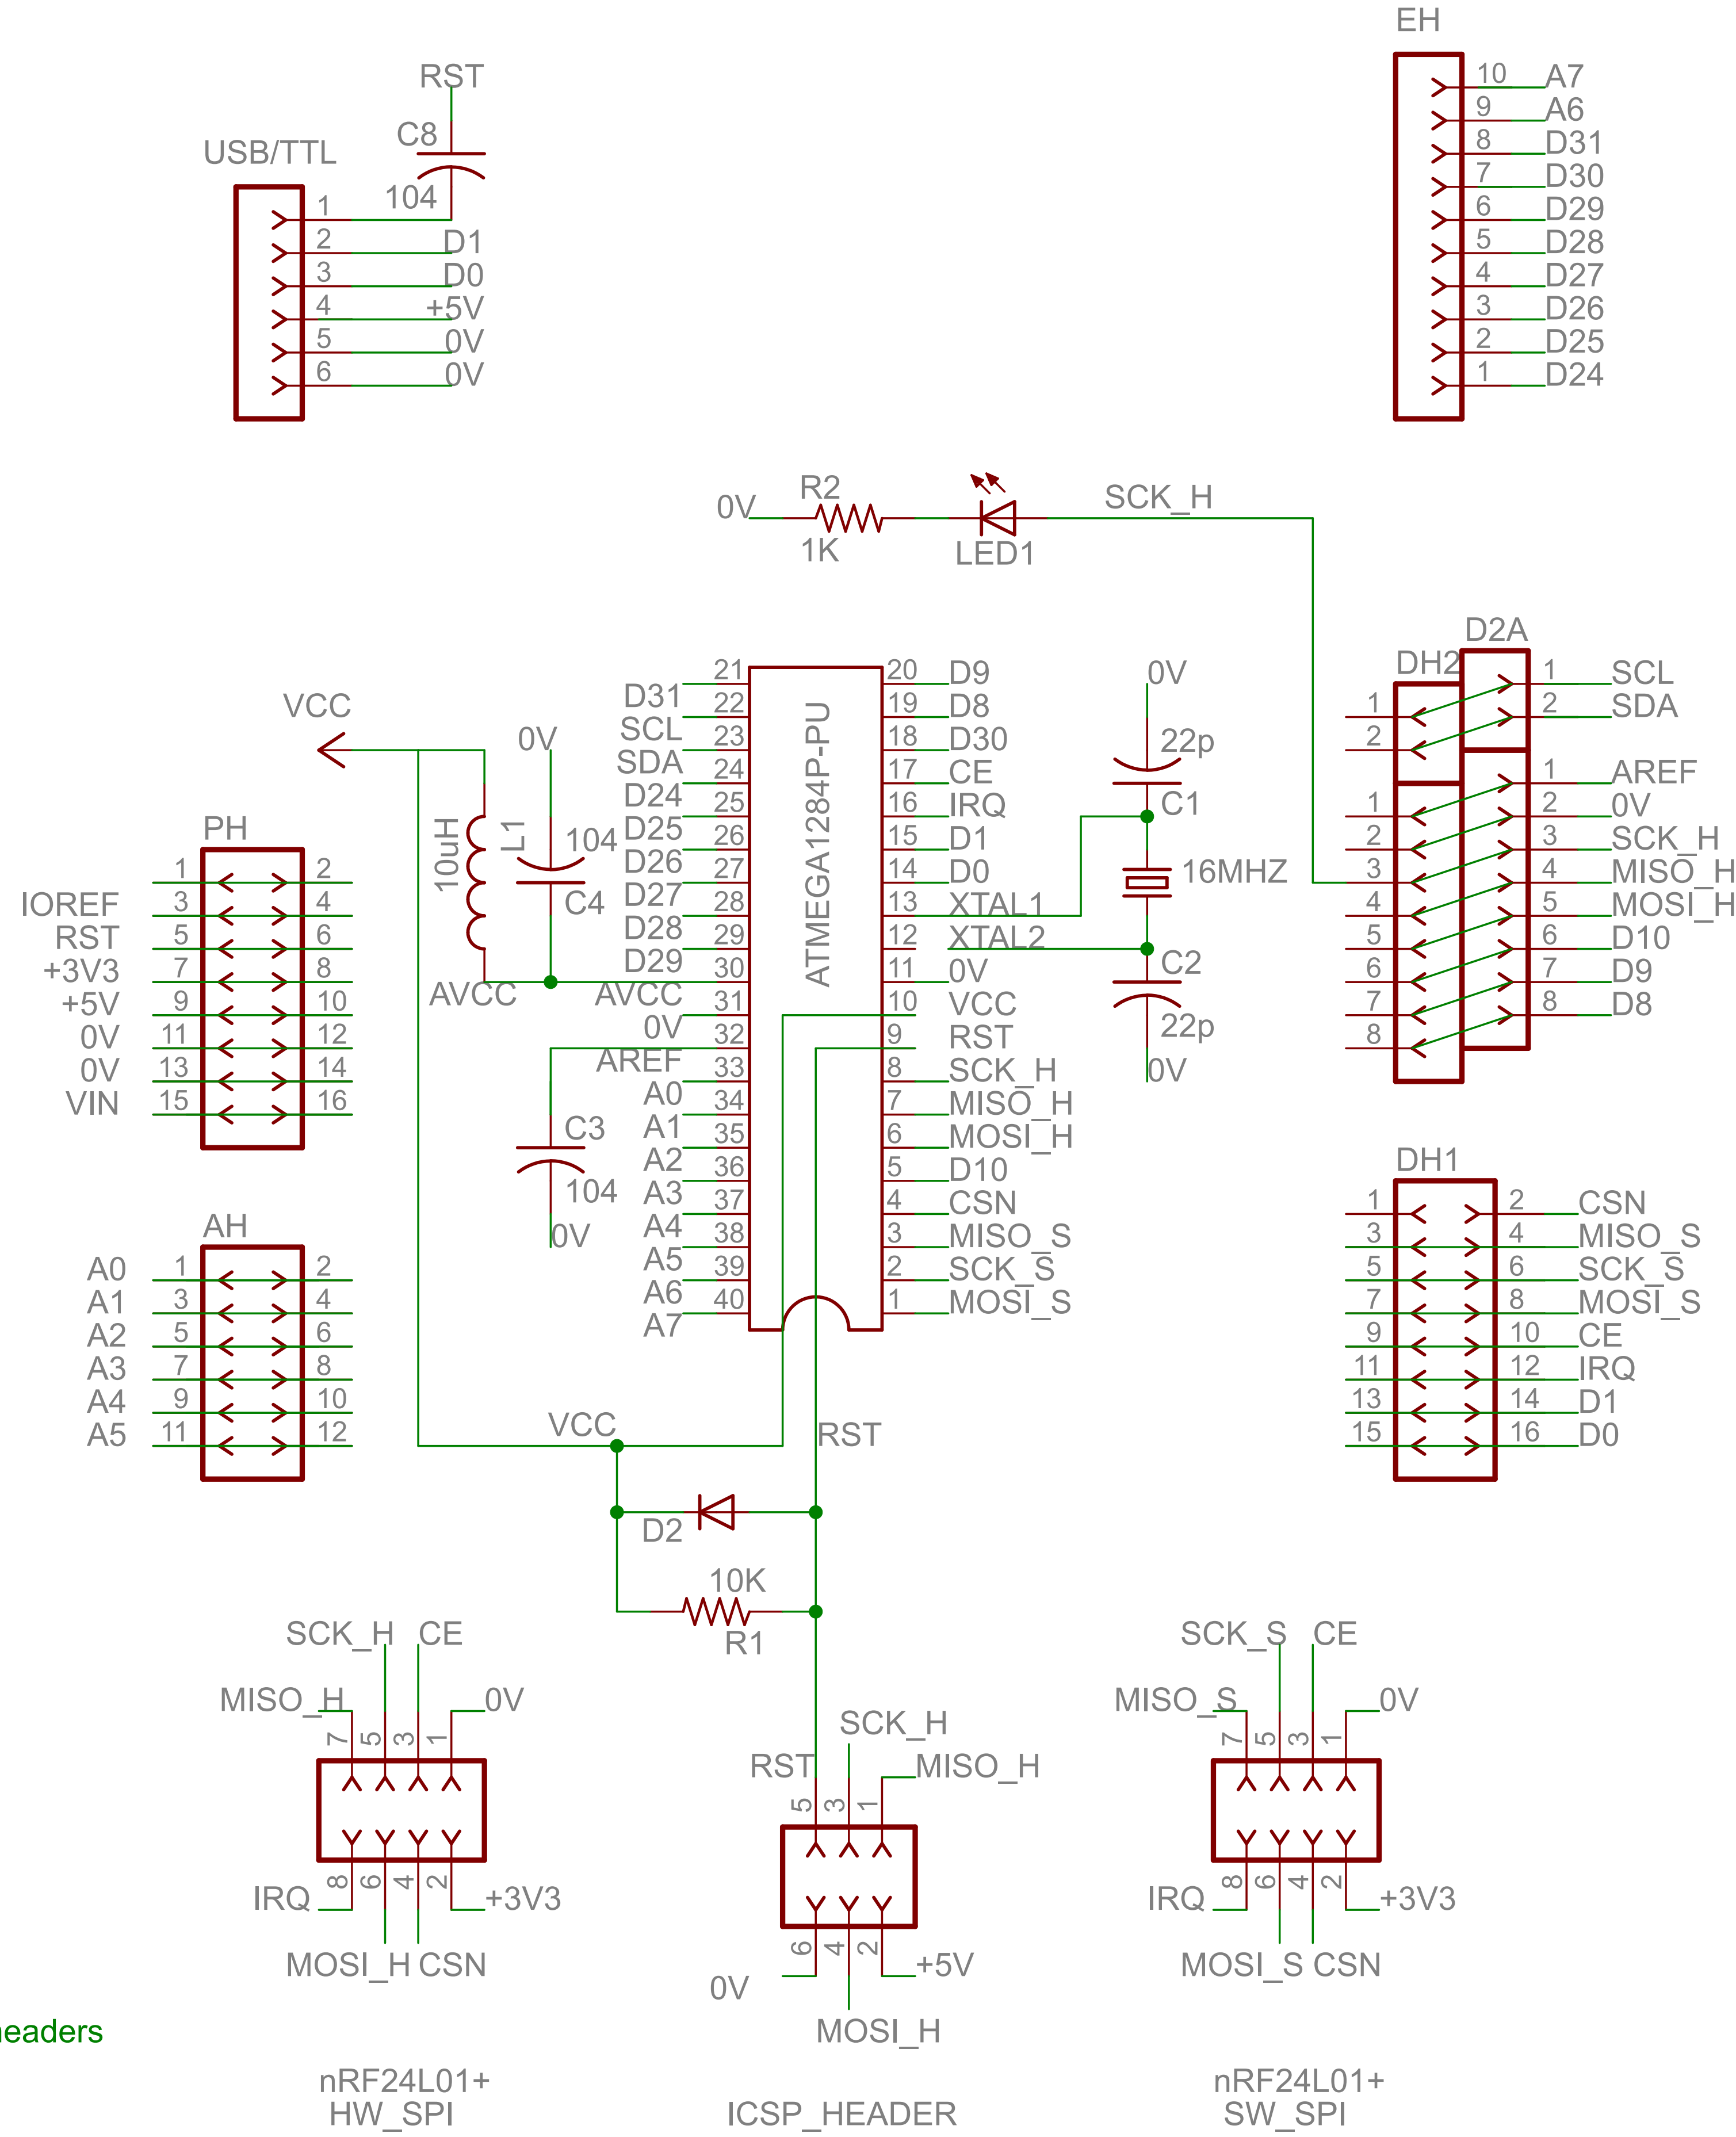 EH
10 A7
9 A6
8 D31
7 D30
6 D29
5 D28
4 D27
3 D26
2 D25
1 D24
RST
C8
104
USB/TTL
1
2 D1
3 D0
4 +5V
5 0V
6 0V
0V R2 1K LED1 SCK_H
D2A
DH2
1 SCL
2 SDA
1
2
1 AREF
2 0V
3 SCK_H
4 MISO_H
5 MOSI_H
6 D10
7 D9
8 D8
1
2
3
4
5
6
7
8
VCC
0V
10uH
L1
104
C4
AVCC
ATMEGA1284P-PU
21 D31
22 SCL
23 SDA
24 D24
25 D25
26 D26
27 D27
28 D28
29 D29
30 AVCC
31 0V
32 AREF
33 A0
34 A1
35 A2
36 A3
37 A4
38 A5
39 A6
40 A7
20 D9
19 D8
18 D30
17 CE
16 IRQ
15 D1
14 D0
13 XTAL1
12 XTAL2
11 0V
10 VCC
9 RST
8 SCK_H
7 MISO_H
6 MOSI_H
5 D10
4 CSN
3 MISO_S
2 SCK_S
1 MOSI_S
0V
22p
C1
16MHZ
C2
22p
0V
C3
104
0V
PH
1 2
IOREF 3 4
RST 5 6
+3V3 7 8
+5V 9 10
0V 11 12
0V 13 14
VIN 15 16
AH
A0 1 2
A1 3 4
A2 5 6
A3 7 8
A4 9 10
A5 11 12
DH1
1 2 CSN
3 4 MISO_S
5 6 SCK_S
7 8 MOSI_S
9 10 CE
11 12 IRQ
13 14 D1
15 16 D0
VCC
RST
D2
10K
R1
SCK_H CE
MISO_H 0V
7 5 3 1
8 6 4 2
IRQ +3V3
MOSI_H CSN
nRF24L01+
HW_SPI
SCK_H
RST MISO_H
5 3 1
6 4 2
0V +5V
MOSI_H
ICSP_HEADER
SCK_S CE
MISO_S 0V
7 5 3 1
8 6 4 2
IRQ +3V3
MOSI_S CSN
nRF24L01+
SW_SPI
eaders